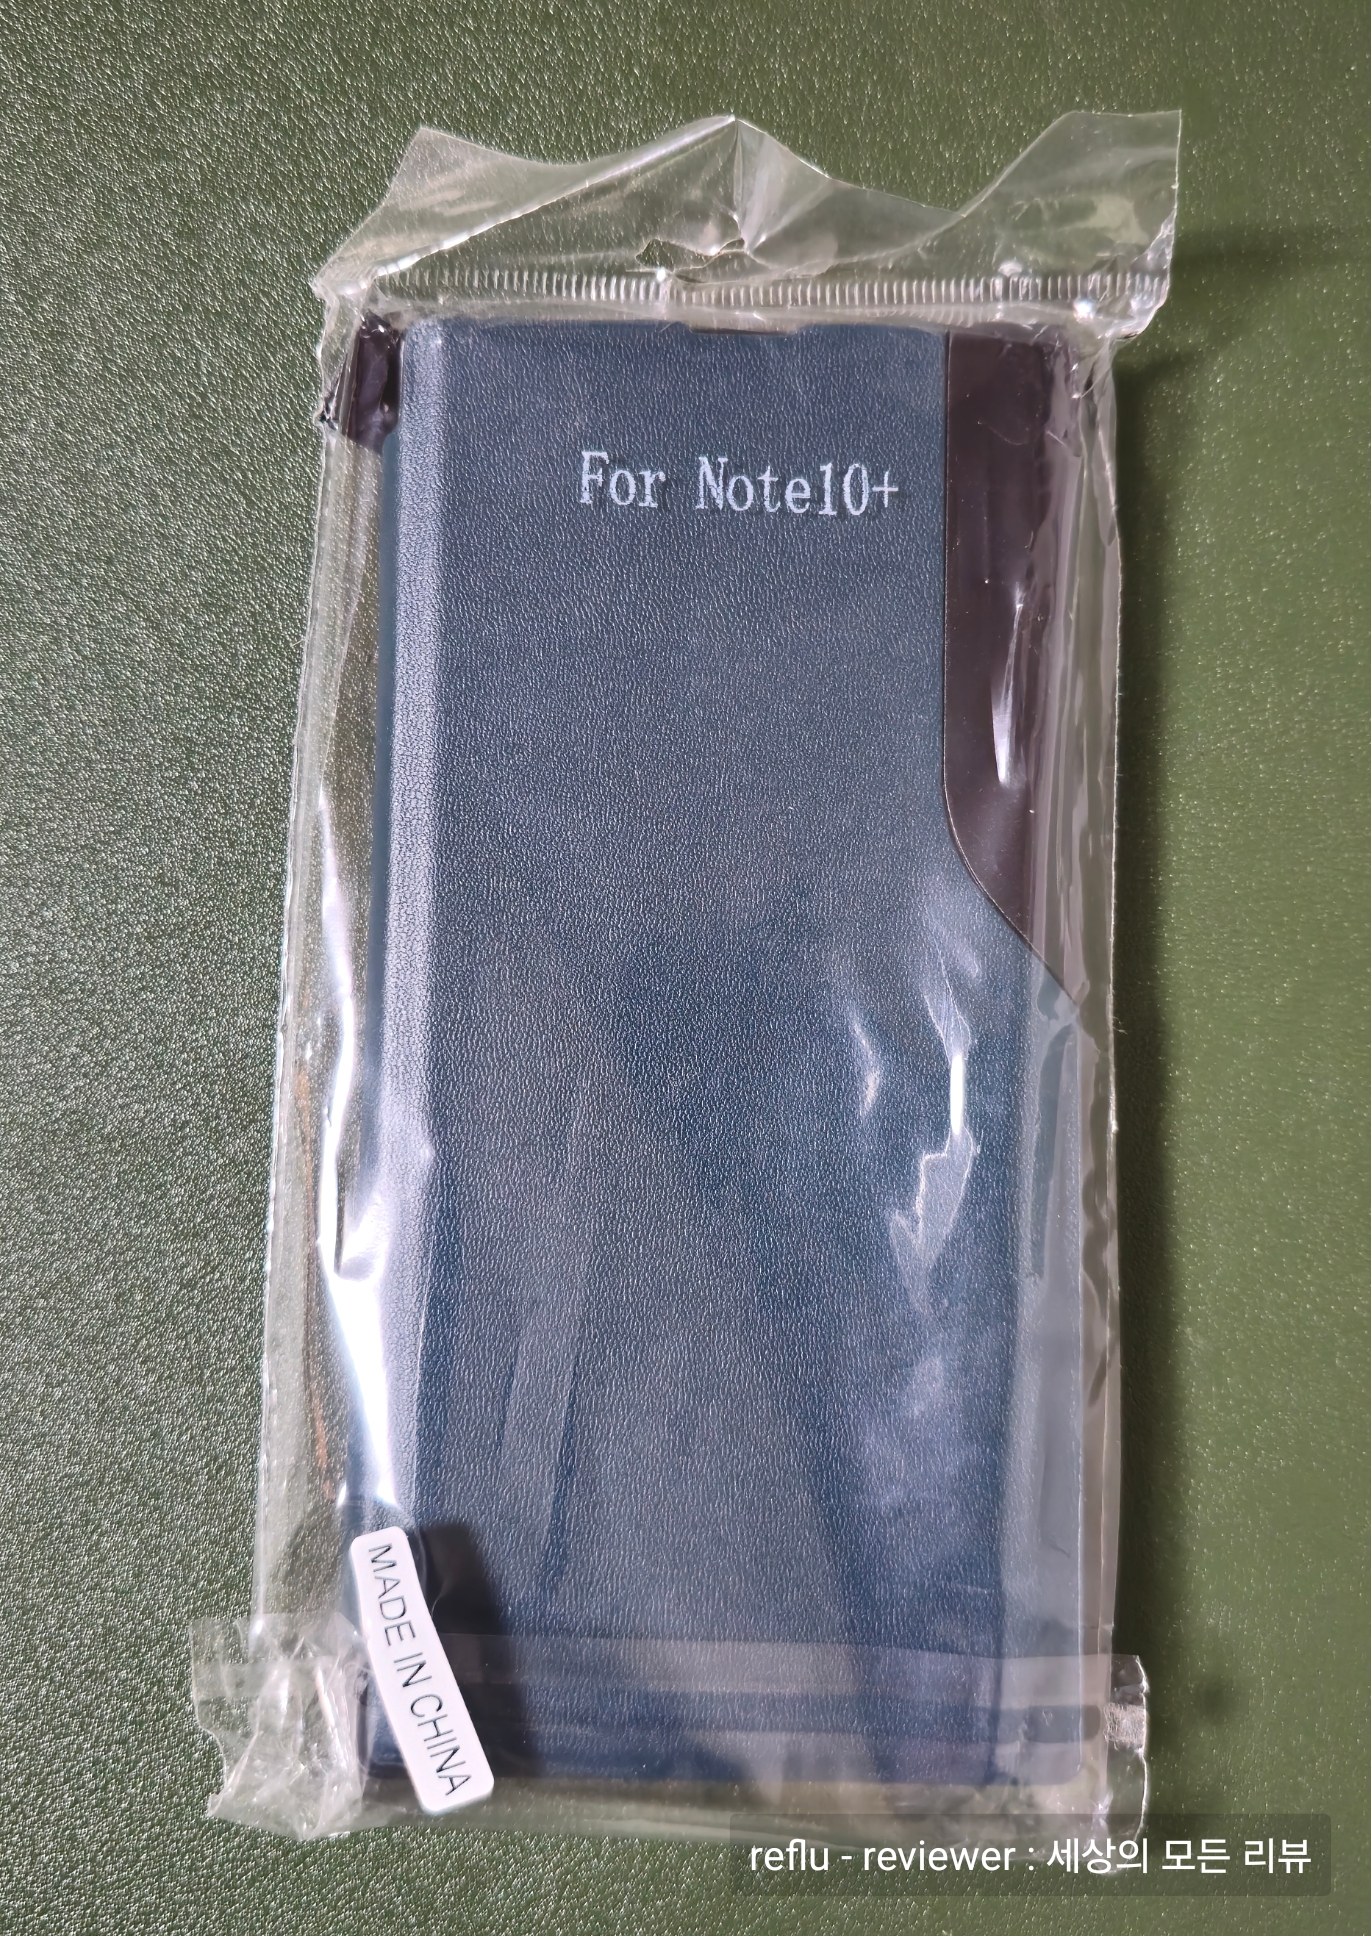 For Note10+
MADE IN CHINA
reflu - reviewer : 세상의 모든 리뷰